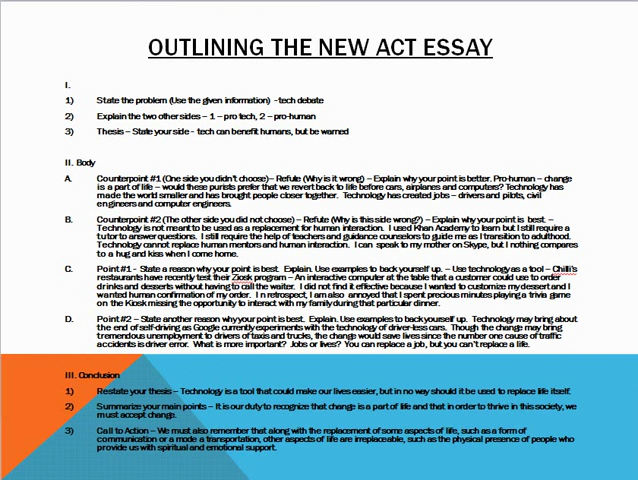 OUTLINING THE NEW ACT ESSAY
I.
1) State the problem (Use the given information) -tech debate
2) Explain the two other sides – 1 – pro tech, 2 – pro-human
3) Thesis – State your side - tech can benefit humans, but be warned
II. Body
A. Counterpoint #1 (One side you didn't choose)– Refute (Why is it wrong) – Explain why your point is better. Pro-human – change
is a part of life – would these purists prefer that we revert back to life before cars, airplanes and computers? Technology has
made the world smaller and has brought people closer together. Technology has created jobs – drivers and pilots, civil
engineers and computer engineers.
B. Counterpoint #2 (The other side you did not choose) – Refute (Why is this side wrong?) – Explain why your point is best. –
Technology is not meant to be used as a replacement for human interaction. I used Khan Academy to learn but I still require a
tutor to answer questions. I still require the help of teachers and guidance counselors to guide me as I transition to adulthood.
Technology cannot replace human mentors and human interaction. I can speak to my mother on Skype, but I nothing compares
to a hug and kiss when I come home.
C. Point #1 - State a reason why your point is best. Explain. Use examples to back yourself up. – Use technology as a tool – Chilli's
restaurants have recently test their Ziosk program – An interactive computer at the table that a customer could use to order
drinks and desserts without having to call the waiter. I did not find it effective because I wanted to customize my dessert and I
wanted human confirmation of my order. In retrospect, I am also annoyed that I spent precious minutes playing a trivia game
on the Kiosk missing the opportunity to interact with my family during that particular dinner.
D. Point #2 – State another reason why your point is best. Explain. Use examples to back yourself up. Technology may bring about
the end of self-driving as Google currently experiments with the technology of driver-less cars. Though the change may bring
tremendous unemployment to drivers of taxis and trucks, the change would save lives since the number one cause of traffic
accidents is driver error. What is more important? Jobs or lives? You can replace a job, but you can't replace a life.
III. Conclusion
1) Restate your thesis – Technology is a tool that could make our lives easier, but in no way should it be used to replace life itself.
2) Summarize your main points – It is our duty to recognize that change is a part of life and that in order to thrive in this society, we
must accept change.
3) Call to Action – We must also remember that along with the replacement of some aspects of life, such as a form of
communication or a mode a transportation, other aspects of life are irreplaceable, such as the physical presence of people who
provide us with spiritual and emotional support.